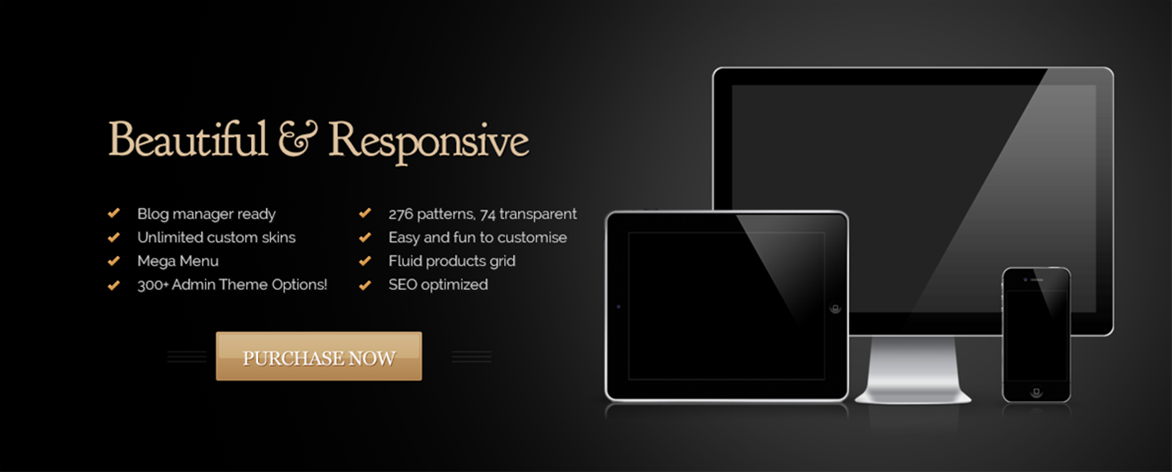 Beautiful & Responsive
Blog manager ready
Unlimited custom skins
Mega Menu
300+ Admin Theme Options!
276 patterns, 74 transparent
Easy and fun to customise
Fluid products grid
SEO optimized
PURCHASE NOW